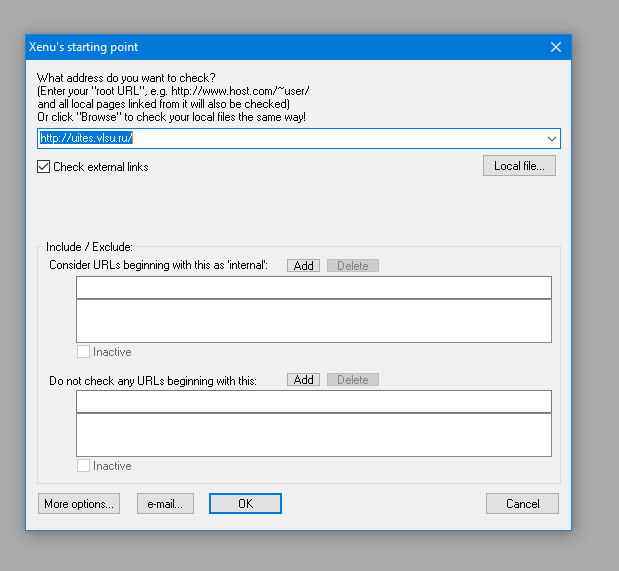 Xenu's starting point
What address do you want to check?
(Enter your "root URL", e.g. http://www.host.com/~user/
and all local pages linked from it will also be checked)
Or click "Browse" to check your local files the same way!
http://uites.vlsu.ru/
Check external links
Local file...
Include / Exclude:
Consider URLs beginning with this as 'internal':
Add
Delete
Inactive
Do not check any URLs beginning with this:
Add
Delete
Inactive
More options...
e-mail...
OK
Cancel